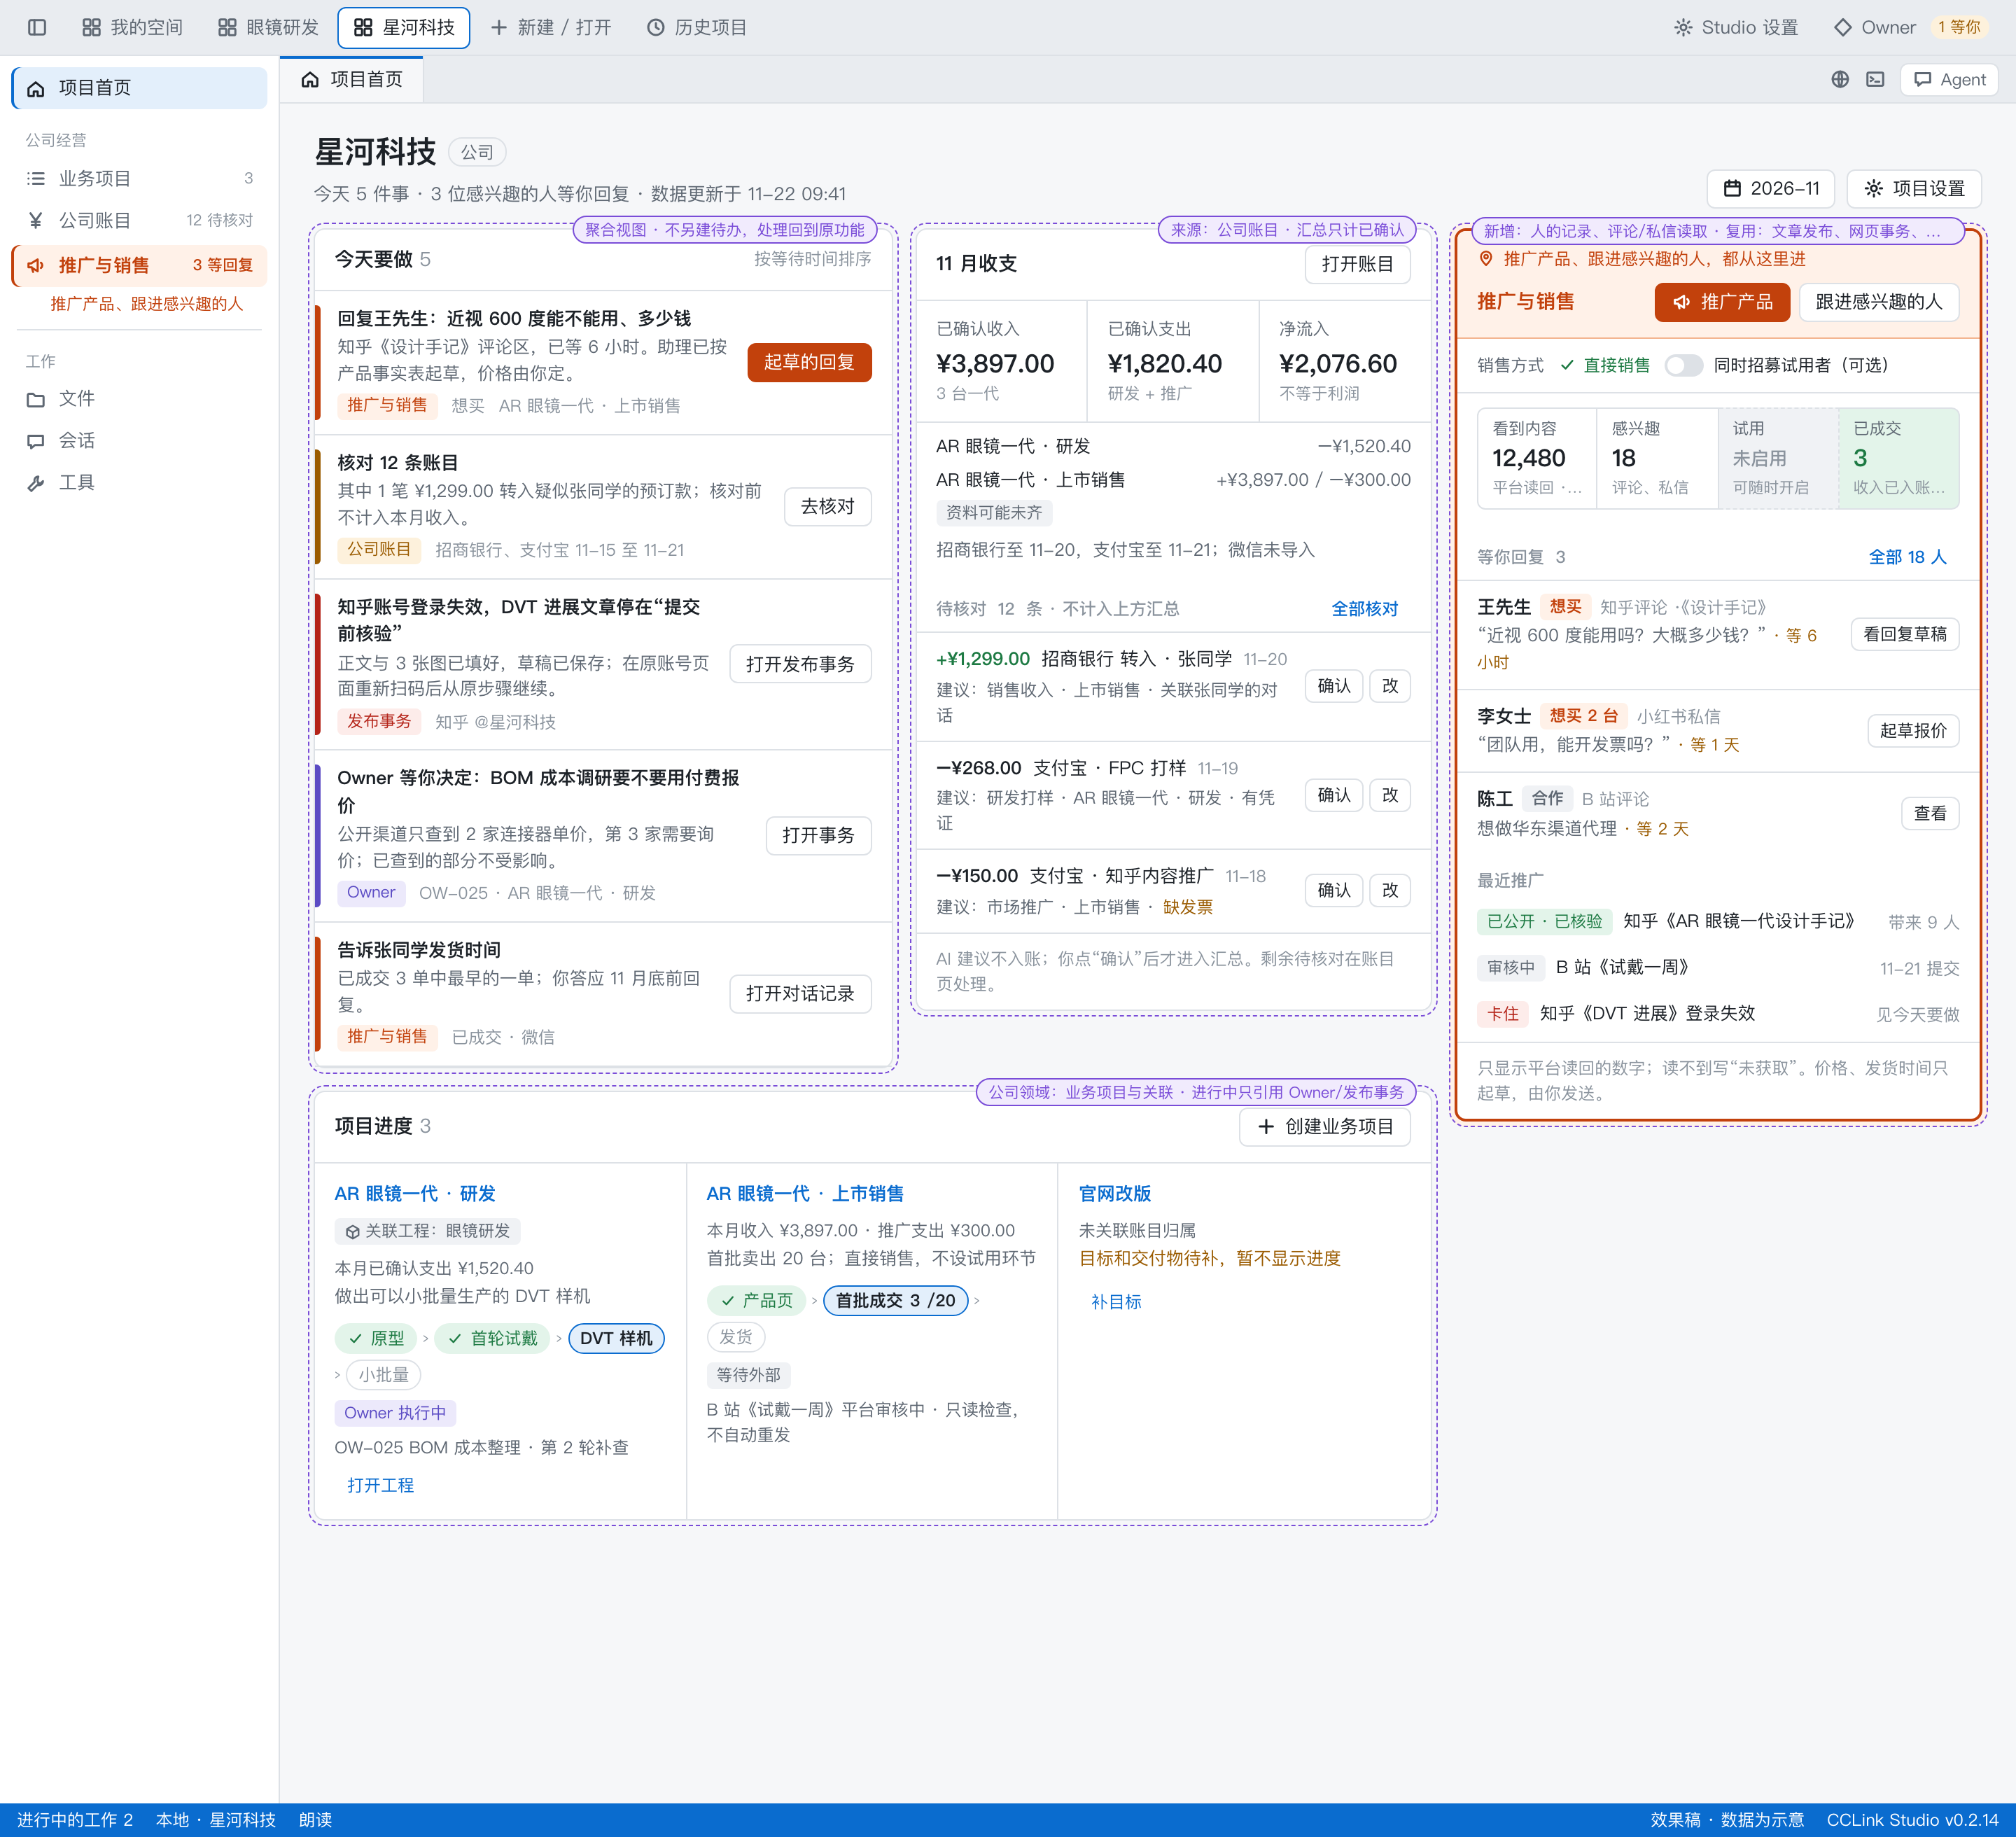 我的空间
眼镜研发
星河科技
新建 / 打开
历史项目
Studio 设置
Owner
1 等你
项目首页
公司经营
业务项目
3
公司账目
12 待核对
推广与销售
3 等回复
推广产品、跟进感兴趣的人
工作
文件
会话
工具
项目首页
Agent
星河科技
公司
今天 5 件事 · 3 位感兴趣的人等你回复 · 数据更新于 11-22 09:41
2026-11
项目设置
聚合视图 · 不另建待办，处理回到原功能
今天要做 5
按等待时间排序
回复王先生：近视 600 度能不能用、多少钱
知乎《设计手记》评论区，已等 6 小时。助理已按
产品事实表起草，价格由你定。
推广与销售
想买
AR 眼镜一代 · 上市销售
起草的回复
核对 12 条账目
其中 1 笔 ¥1,299.00 转入疑似张同学的预订款；核对前
不计入本月收入。
公司账目
招商银行、支付宝 11-15 至 11-21
去核对
知乎账号登录失效，DVT 进展文章停在“提交
前核验”
正文与 3 张图已填好，草稿已保存；在原账号页
面重新扫码后从原步骤继续。
发布事务
知乎 @星河科技
打开发布事务
Owner 等你决定：BOM 成本调研要不要用付费报
价
公开渠道只查到 2 家连接器单价，第 3 家需要询
价；已查到的部分不受影响。
Owner
OW-025 · AR 眼镜一代 · 研发
打开事务
告诉张同学发货时间
已成交 3 单中最早的一单；你答应 11 月底前回
复。
推广与销售
已成交 · 微信
打开对话记录
来源：公司账目 · 汇总只计已确认
11 月收支
打开账目
已确认收入
¥3,897.00
3 台一代
已确认支出
¥1,820.40
研发 + 推广
净流入
¥2,076.60
不等于利润
AR 眼镜一代 · 研发
−¥1,520.40
AR 眼镜一代 · 上市销售
+¥3,897.00 / −¥300.00
资料可能未齐
招商银行至 11-20，支付宝至 11-21；微信未导入
待核对 12 条 · 不计入上方汇总
全部核对
+¥1,299.00 招商银行 转入 · 张同学 11-20
建议：销售收入 · 上市销售 · 关联张同学的对
话
确认
改
−¥268.00 支付宝 · FPC 打样 11-19
建议：研发打样 · AR 眼镜一代 · 研发 · 有凭
证
确认
改
−¥150.00 支付宝 · 知乎内容推广 11-18
建议：市场推广 · 上市销售 · 缺发票
确认
改
AI 建议不入账；你点“确认”后才进入汇总。剩余待核对在账目
页处理。
新增：人的记录、评论/私信读取 · 复用：文章发布、网页事务、…
推广产品、跟进感兴趣的人，都从这里进
推广与销售
推广产品
跟进感兴趣的人
销售方式
直接销售
同时招募试用者（可选）
看到内容
12,480
平台读回 ·…
感兴趣
18
评论、私信
试用
未启用
可随时开启
已成交
3
收入已入账…
等你回复 3
全部 18 人
王先生 想买 知乎评论 ·《设计手记》
“近视 600 度能用吗？大概多少钱？” · 等 6
小时
看回复草稿
李女士 想买 2 台 小红书私信
“团队用，能开发票吗？” · 等 1 天
起草报价
陈工 合作 B 站评论
想做华东渠道代理 · 等 2 天
查看
最近推广
已公开 · 已核验 知乎《AR 眼镜一代设计手记》 带来 9 人
审核中 B 站《试戴一周》 11-21 提交
卡住 知乎《DVT 进展》登录失效 见今天要做
只显示平台读回的数字；读不到写“未获取”。价格、发货时间只
起草，由你发送。
公司领域：业务项目与关联 · 进行中只引用 Owner/发布事务
项目进度 3
创建业务项目
AR 眼镜一代 · 研发
关联工程：眼镜研发
本月已确认支出 ¥1,520.40
做出可以小批量生产的 DVT 样机
原型 › 首轮试戴 › DVT 样机
› 小批量
Owner 执行中
OW-025 BOM 成本整理 · 第 2 轮补查
打开工程
AR 眼镜一代 · 上市销售
本月收入 ¥3,897.00 · 推广支出 ¥300.00
首批卖出 20 台；直接销售，不设试用环节
产品页 › 首批成交 3 /20 ›
发货
等待外部
B 站《试戴一周》平台审核中 · 只读检查，
不自动重发
官网改版
未关联账目归属
目标和交付物待补，暂不显示进度
补目标
进行中的工作 2
本地 · 星河科技
朗读
效果稿 · 数据为示意
CCLink Studio v0.2.14